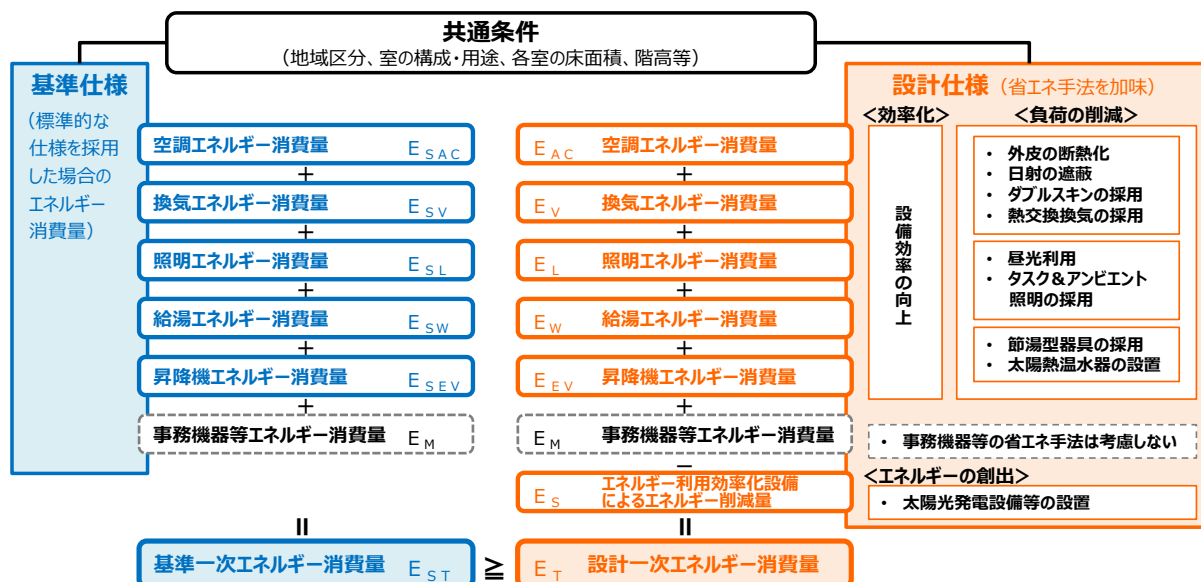 共通条件
（地域区分、室の構成・用途、各室の床面積、階高等）
基準仕様
（標準的な
仕様を採用
した場合の
エネルギー
消費量）
空調エネルギー消費量 E SAC
＋
換気エネルギー消費量 E SV
＋
照明エネルギー消費量 E SL
＋
給湯エネルギー消費量 E SW
＋
昇降機エネルギー消費量 E SEV
＋
事務機器等エネルギー消費量 E M
＝
基準一次エネルギー消費量 E ST
≧
E AC 空調エネルギー消費量
＋
E V 換気エネルギー消費量
＋
E L 照明エネルギー消費量
＋
E W 給湯エネルギー消費量
＋
E EV 昇降機エネルギー消費量
＋
E M 事務機器等エネルギー消費量
－
E S エネルギー利用効率化設備
によるエネルギー削減量
＝
E T 設計一次エネルギー消費量
設計仕様（省エネ手法を加味）
＜効率化＞
設備効率の向上
＜負荷の削減＞
・ 外皮の断熱化
・ 日射の遮蔽
・ ダブルスキンの採用
・ 熱交換換気の採用
・ 昼光利用
・ タスク＆アンビエント
照明の採用
・ 節湯型器具の採用
・ 太陽熱温水器の設置
・ 事務機器等の省エネ手法は考慮しない
＜エネルギーの創出＞
・ 太陽光発電設備等の設置